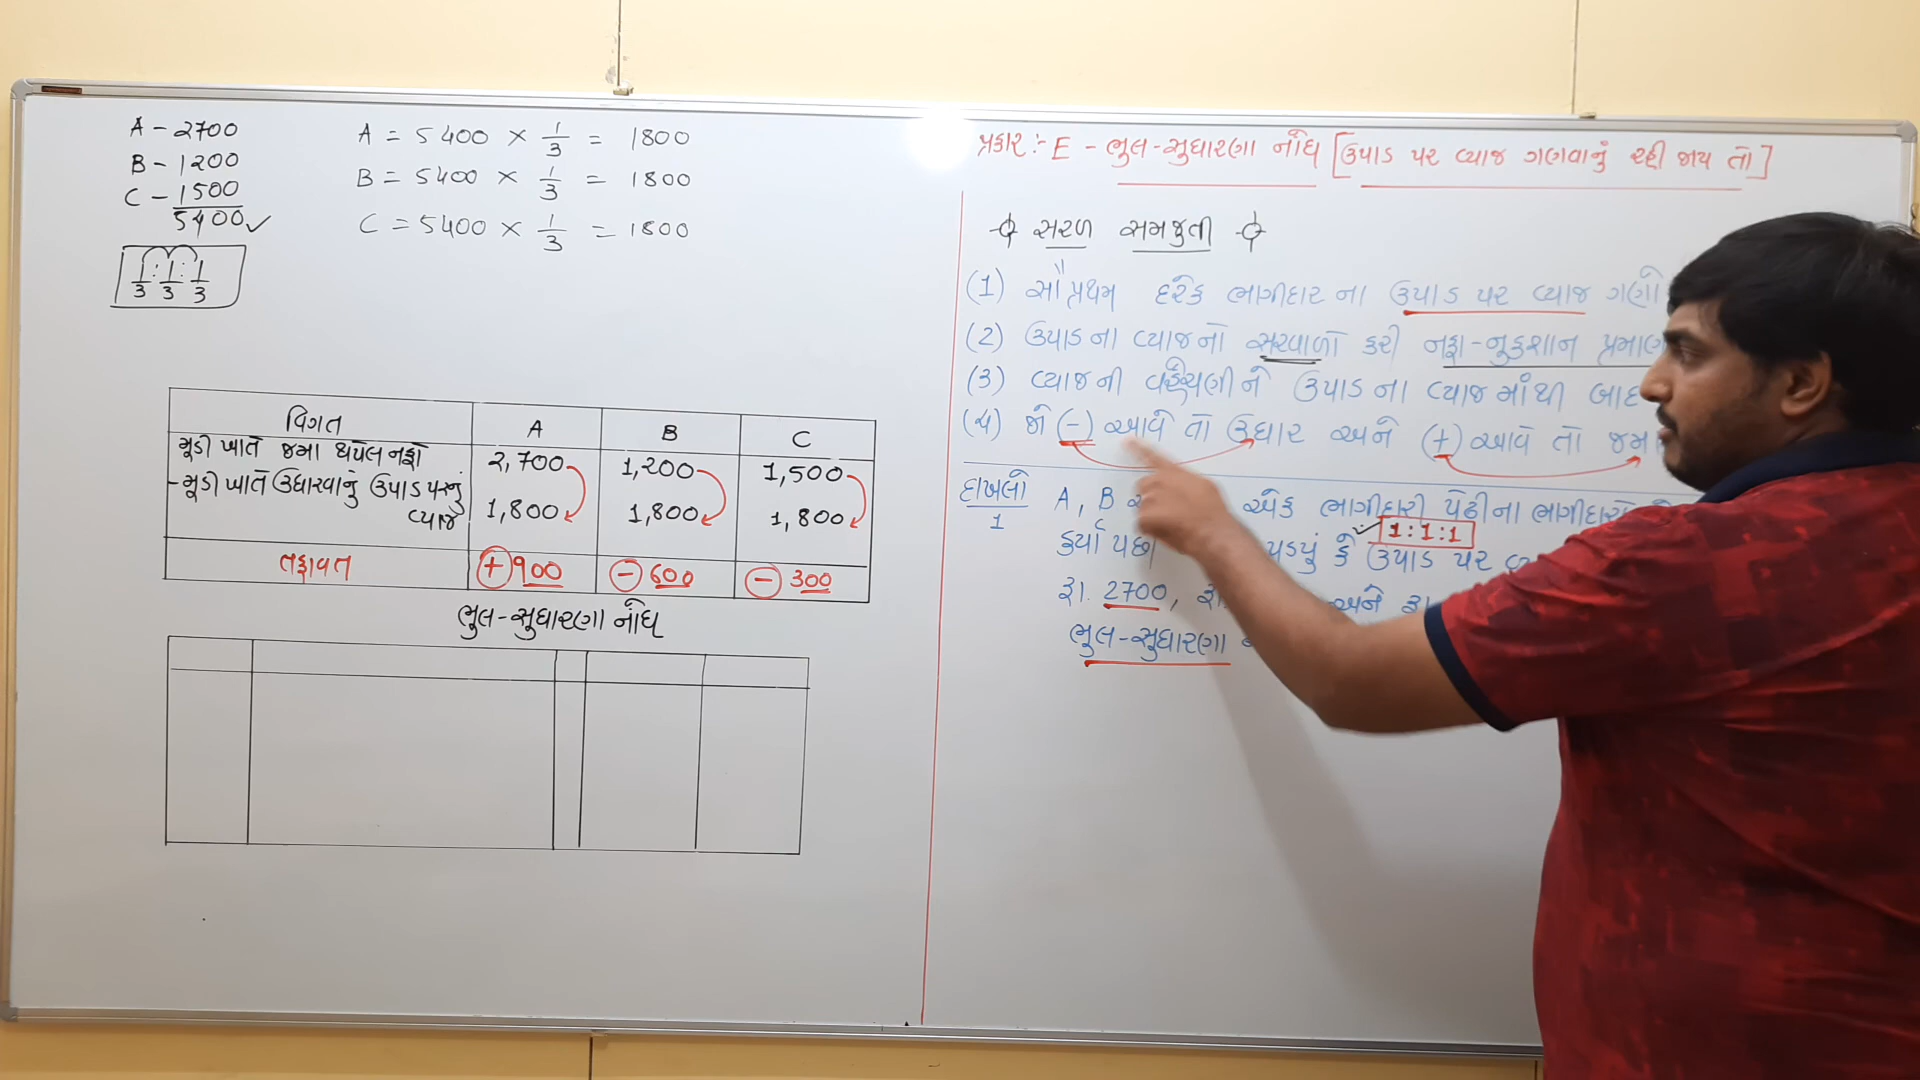 A - 2700
B - 1200
C - 1500
5400 ✓
1/3 : 1/3 : 1/3
A = 5400 × 1/3 = 1800
B = 5400 × 1/3 = 1800
C = 5400 × 1/3 = 1800
વિગત A B C
મૂડી ખાતે જમા થયેલ નફો 2,700 1,200 1,500
- મૂડી ખાતે ઉધારવાનું ઉપાડ પરનું
વ્યાજ 1,800 1,800 1,800
તફાવત + 900 - 600 - 300
ભુલ-સુધારણા નોંધ
પ્રકાર :- E - ભુલ-સુધારણા નોંધ [ઉપાડ પર વ્યાજ ગણવાનું રહી જાય તો]
સરળ સમજુતી
(1) સૌ પ્રથમ દરેક ભાગીદાર ના ઉપાડ પર વ્યાજ ગણો
(2) ઉપાડ ના વ્યાજનો સરવાળો કરી નફા-નુકશાન
(3) વ્યાજની વહેંચણીને ઉપાડ ના વ્યાજ માંથી બાદ
(4) જો (-) આવે તો ઉધાર અને (+) આવે તો જમા
દાખલો 1 A, B એક ભાગીદારી પેઢીના
1:1:1
કર્યા પછી કે ઉપાડ પર
રૂા. 2700, અને રૂા.
ભુલ-સુધારણા